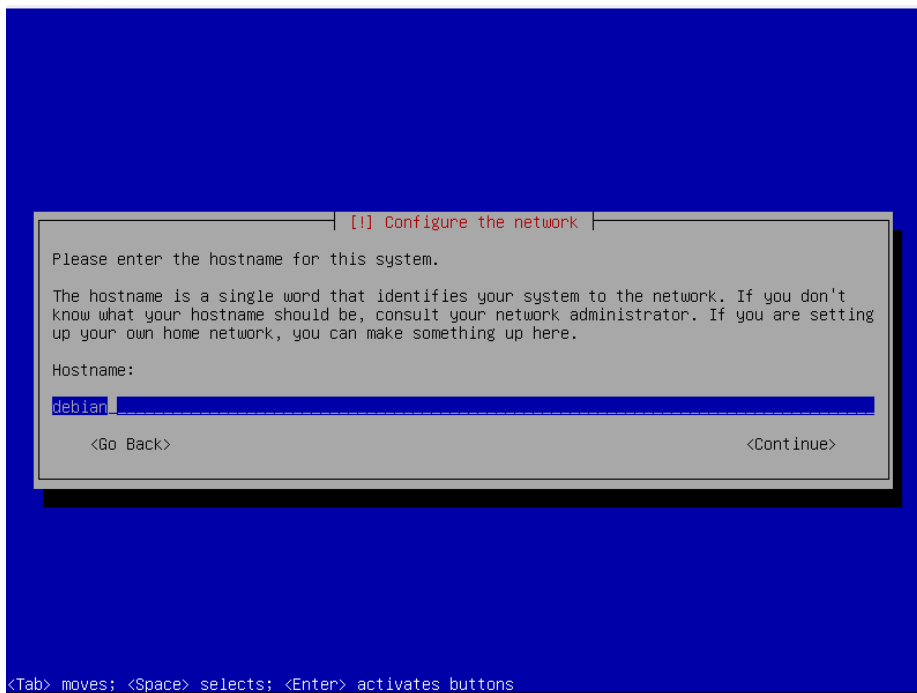 [!] Configure the network
Please enter the hostname for this system.
The hostname is a single word that identifies your system to the network. If you don't
know what your hostname should be, consult your network administrator. If you are setting
up your own home network, you can make something up here.
Hostname:
debian
<Go Back> <Continue>
<Tab> moves; <Space> selects; <Enter> activates buttons